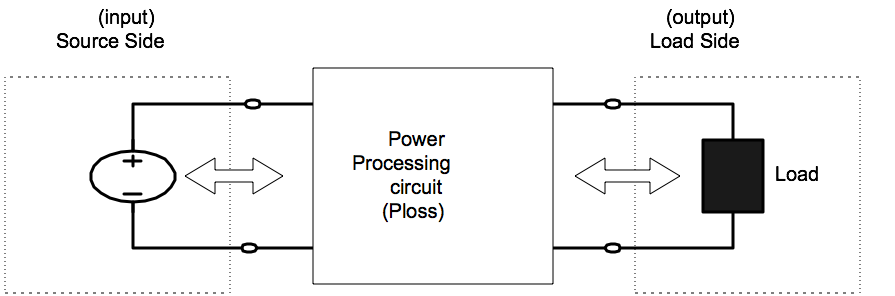 (input)
Source Side
(output)
Load Side
+
−
Power
Processing
circuit
(Ploss)
Load